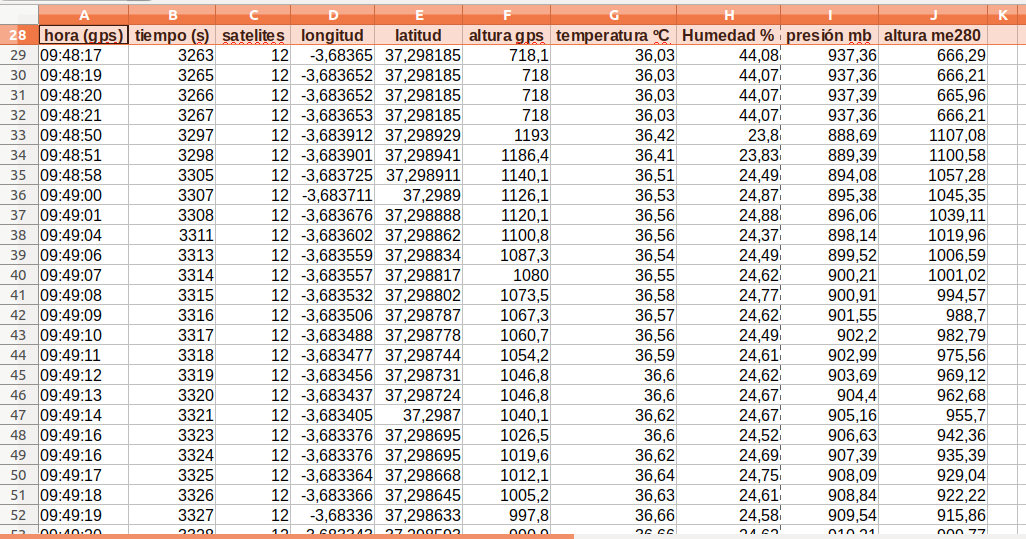 A B C D E F G H I J K
28 hora (gps) tiempo (s) satelites longitud latitud altura gps temperatura ºC Humedad % presión mb altura me280
29 09:48:17 3263 12 -3,68365 37,298185 718,1 36,03 44,08 937,36 666,29
30 09:48:19 3265 12 -3,683652 37,298185 718 36,03 44,07 937,36 666,21
31 09:48:20 3266 12 -3,683652 37,298185 718 36,03 44,07 937,39 665,96
32 09:48:21 3267 12 -3,683653 37,298185 718 36,03 44,07 937,36 666,21
33 09:48:50 3297 12 -3,683912 37,298929 1193 36,42 23,8 888,69 1107,08
34 09:48:51 3298 12 -3,683901 37,298941 1186,4 36,41 23,83 889,39 1100,58
35 09:48:58 3305 12 -3,683725 37,298911 1140,1 36,51 24,49 894,08 1057,28
36 09:49:00 3307 12 -3,683711 37,2989 1126,1 36,53 24,87 895,38 1045,35
37 09:49:01 3308 12 -3,683676 37,298888 1120,1 36,56 24,88 896,06 1039,11
38 09:49:04 3311 12 -3,683602 37,298862 1100,8 36,56 24,37 898,14 1019,96
39 09:49:06 3313 12 -3,683559 37,298834 1087,3 36,54 24,49 899,52 1006,59
40 09:49:07 3314 12 -3,683557 37,298817 1080 36,55 24,62 900,21 1001,02
41 09:49:08 3315 12 -3,683532 37,298802 1073,5 36,58 24,77 900,91 994,57
42 09:49:09 3316 12 -3,683506 37,298787 1067,3 36,57 24,62 901,55 988,7
43 09:49:10 3317 12 -3,683488 37,298778 1060,7 36,56 24,49 902,2 982,79
44 09:49:11 3318 12 -3,683477 37,298744 1054,2 36,59 24,61 902,99 975,56
45 09:49:12 3319 12 -3,683456 37,298731 1046,8 36,6 24,62 903,69 969,12
46 09:49:13 3320 12 -3,683437 37,298724 1046,8 36,6 24,67 904,4 962,68
47 09:49:14 3321 12 -3,683405 37,2987 1040,1 36,62 24,67 905,16 955,7
48 09:49:16 3323 12 -3,683376 37,298695 1026,5 36,6 24,52 906,63 942,36
49 09:49:16 3324 12 -3,683376 37,298695 1019,6 36,62 24,69 907,39 935,39
50 09:49:17 3325 12 -3,683364 37,298668 1012,1 36,64 24,75 908,09 929,04
51 09:49:18 3326 12 -3,683366 37,298645 1005,2 36,63 24,61 908,84 922,22
52 09:49:19 3327 12 -3,68336 37,298633 997,8 36,66 24,58 909,54 915,86